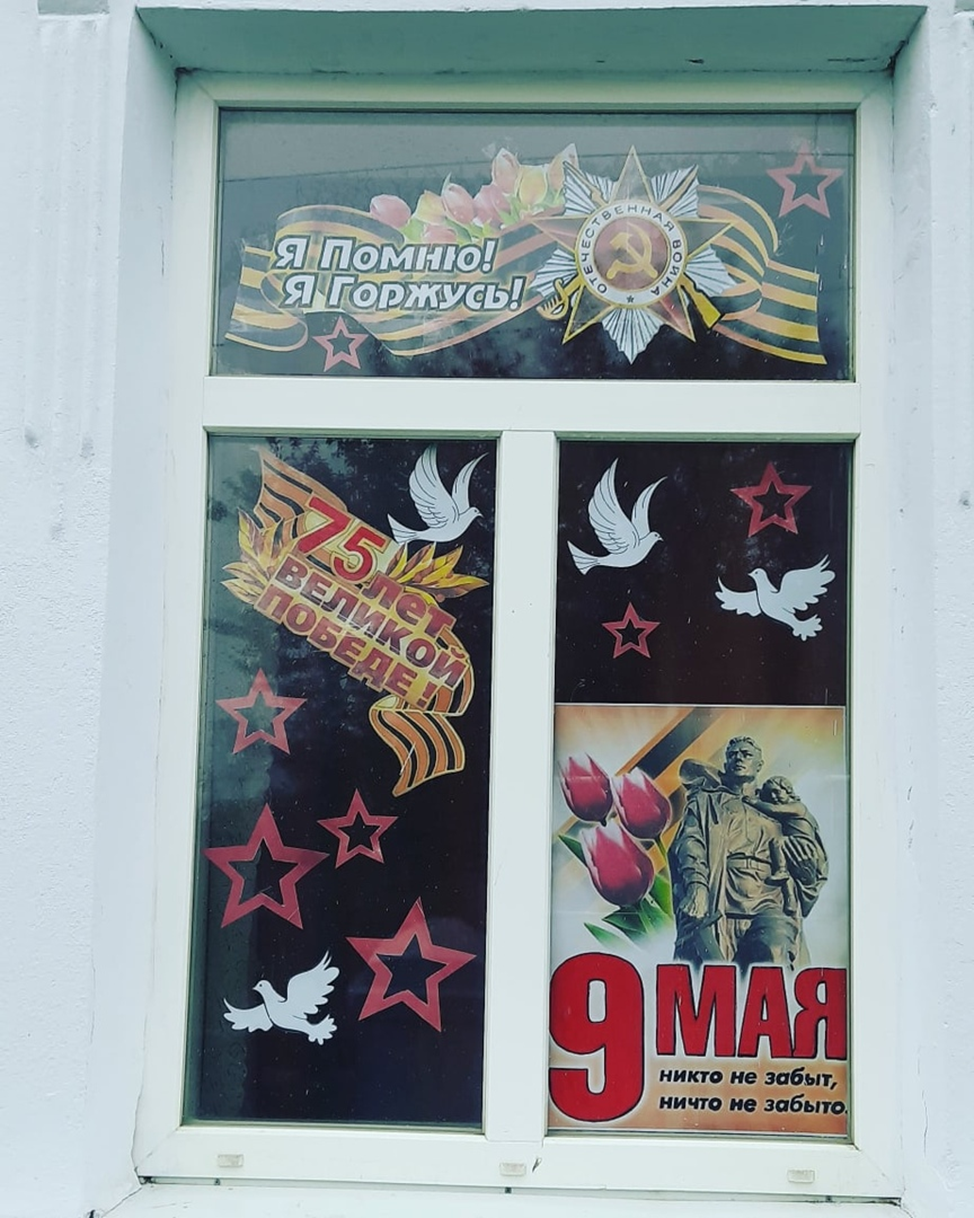 Я Помню!
Я Горжусь!
ОТЕЧЕСТВЕННАЯ ВОЙНА
75 лет
ВЕЛИКОЙ
ПОБЕДЕ!
9 МАЯ
никто не забыт,
ничто не забыто.